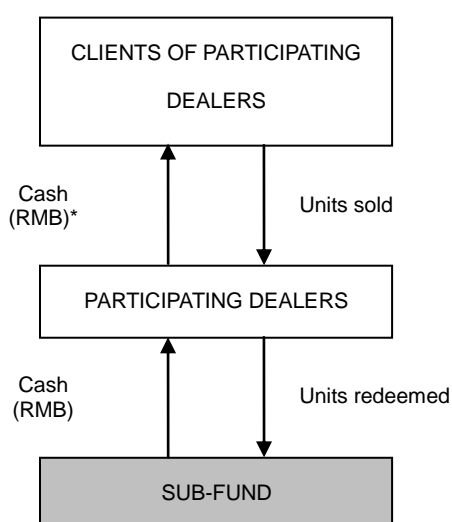 CLIENTS OF PARTICIPATING
DEALERS
Cash
(RMB)*
Units sold
PARTICIPATING DEALERS
Cash
(RMB)
Units redeemed
SUB-FUND